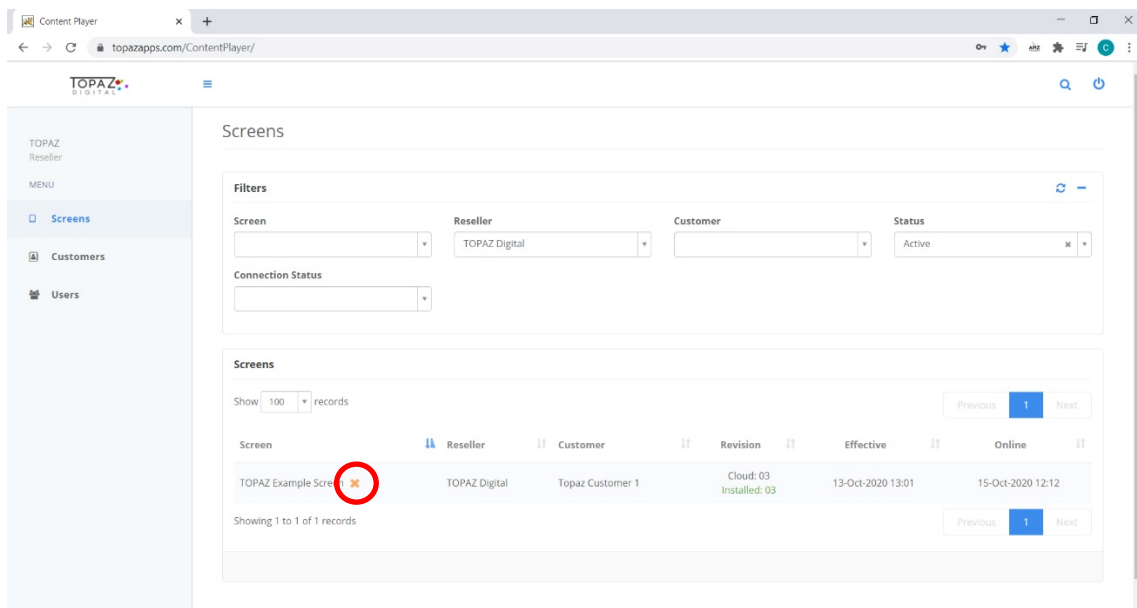 Content Player
topazapps.com/ContentPlayer/
C
TOPAZ
DIGITAL
TOPAZ
Reseller
MENU
Screens
Customers
Users
Screens
Filters
Screen Reseller Customer Status
TOPAZ Digital Active
Connection Status
Screens
Show 100 records
Previous 1 Next
Screen Reseller Customer Revision Effective Online
TOPAZ Example Screen TOPAZ Digital Topaz Customer 1 Cloud: 03 13-Oct-2020 13:01 15-Oct-2020 12:12
Installed: 03
Showing 1 to 1 of 1 records
Previous 1 Next